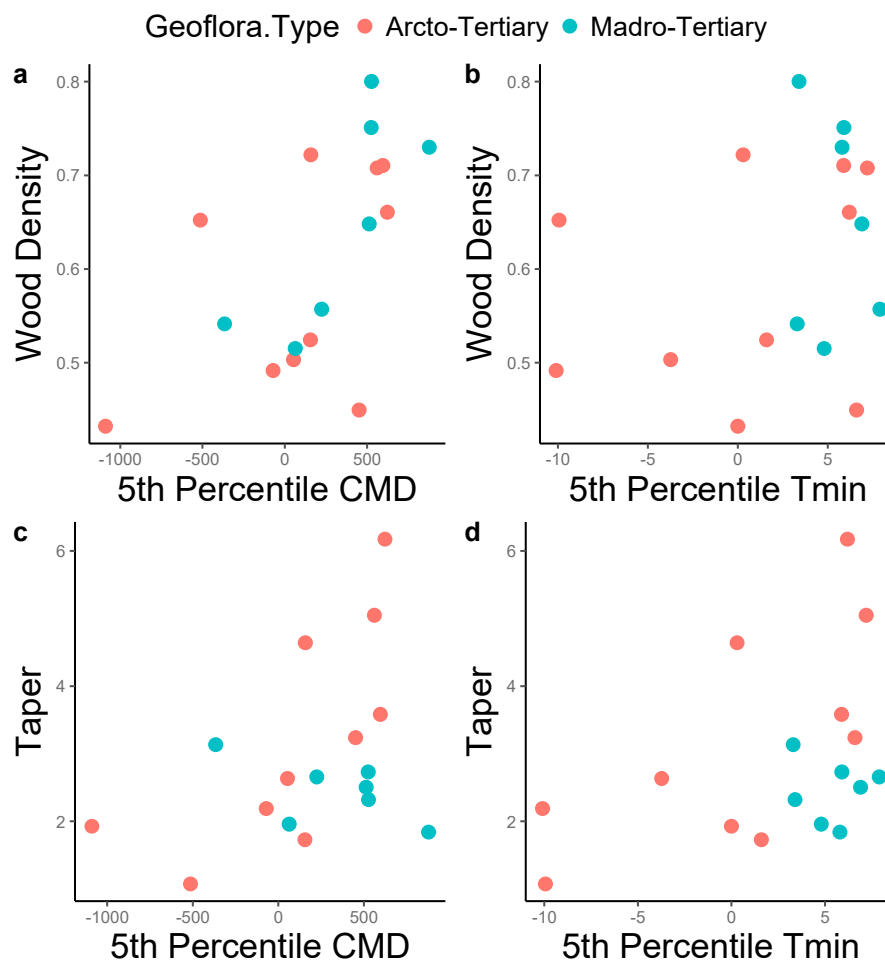 Geoflora.Type Arcto-Tertiary Madro-Tertiary
a
0.8
0.7
0.6
0.5
Wood Density
-1000 -500 0 500
5th Percentile CMD
b
0.8
0.7
0.6
0.5
Wood Density
-10 -5 0 5
5th Percentile Tmin
c
6
4
2
Taper
-1000 -500 0 500
5th Percentile CMD
d
6
4
2
Taper
-10 -5 0 5
5th Percentile Tmin